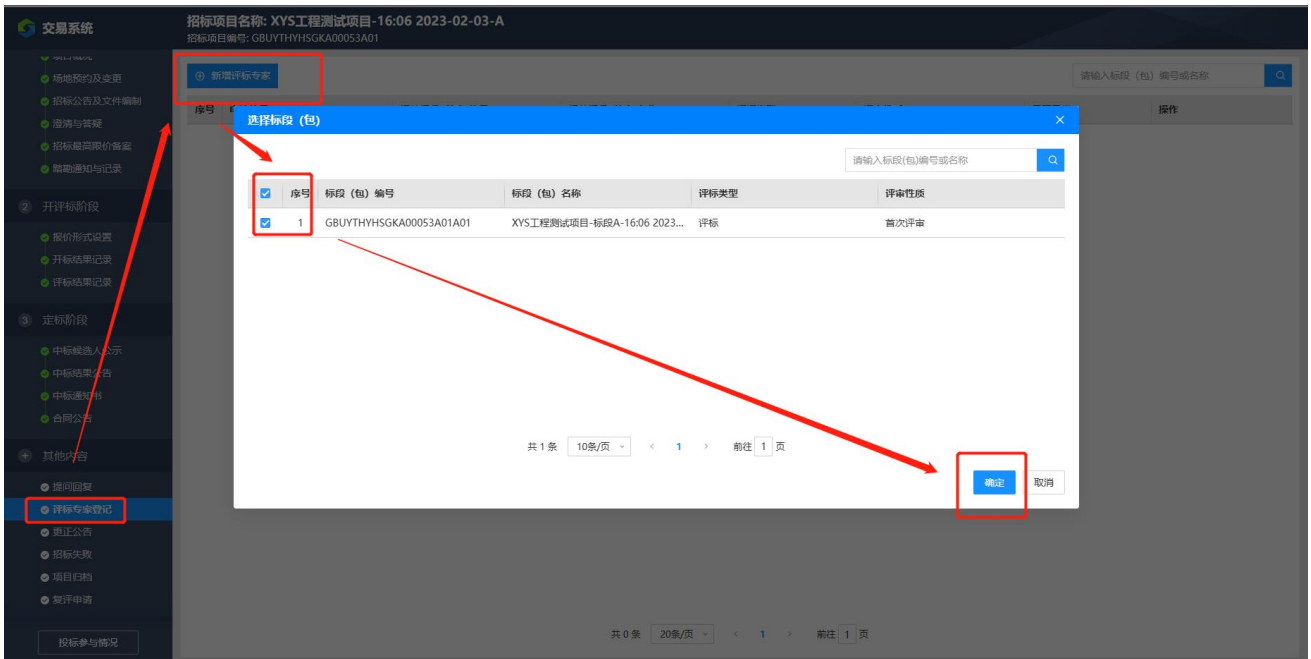 交易系统
招标项目名称: XYS工程测试项目-16:06 2023-02-03-A
招标项目编号: GBUYTHYHSGKA00053A01
场地预约及变更
招标公告及文件编制
澄清与答疑
招标最高限价备案
踏勘通知与记录
2 开评标阶段
报价形式设置
开标结果记录
评标结果记录
3 定标阶段
中标候选人公示
中标结果公告
中标通知书
合同公告
其他内容
提问回复
评标专家登记
更正公告
招标失败
项目归档
复评申请
投标参与情况
新增评标专家
请输入标段（包）编号或名称
序号 操作
选择标段（包）
请输入标段(包)编号或名称
序号 标段（包）编号 标段（包）名称 评标类型 评审性质
1 GBUYTHYHSGKA00053A01A01 XYS工程测试项目-标段A-16:06 2023... 评标 首次评审
共 1 条 10条/页 < 1 > 前往 1 页
确定 取消
共 0 条 20条/页 < 1 > 前往 1 页